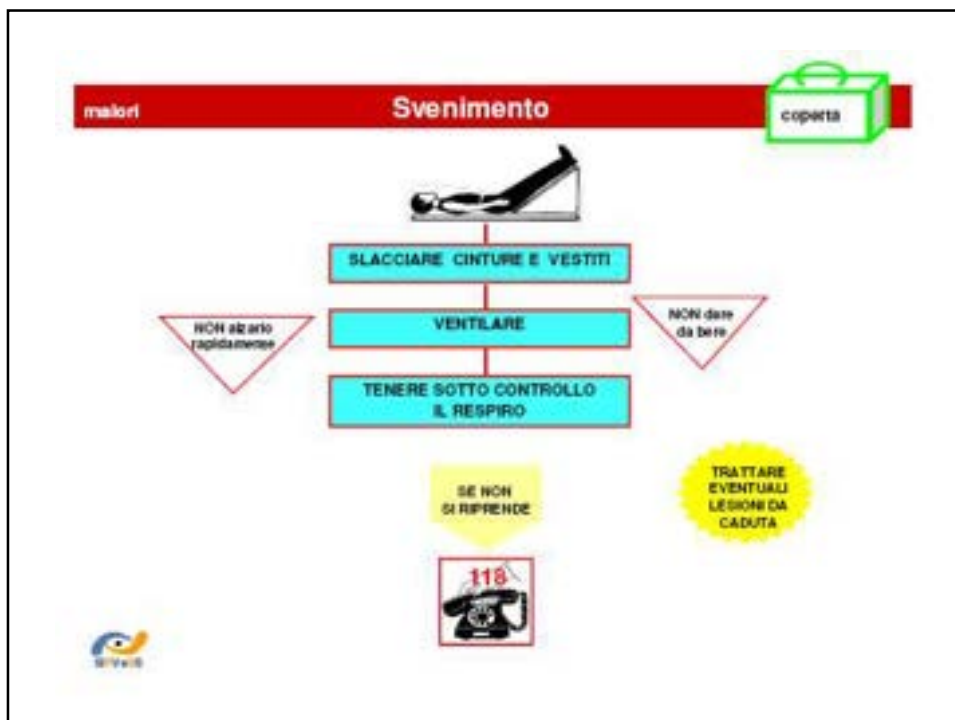 malori
Svenimento
coperta
SLACCIARE CINTURE E VESTITI
NON alzarlo
rapidamente
VENTILARE
NON dare
da bere
TENERE SOTTO CONTROLLO
IL RESPIRO
SE NON
SI RIPRENDE
TRATTARE
EVENTUALI
LESIONI DA
CADUTA
118